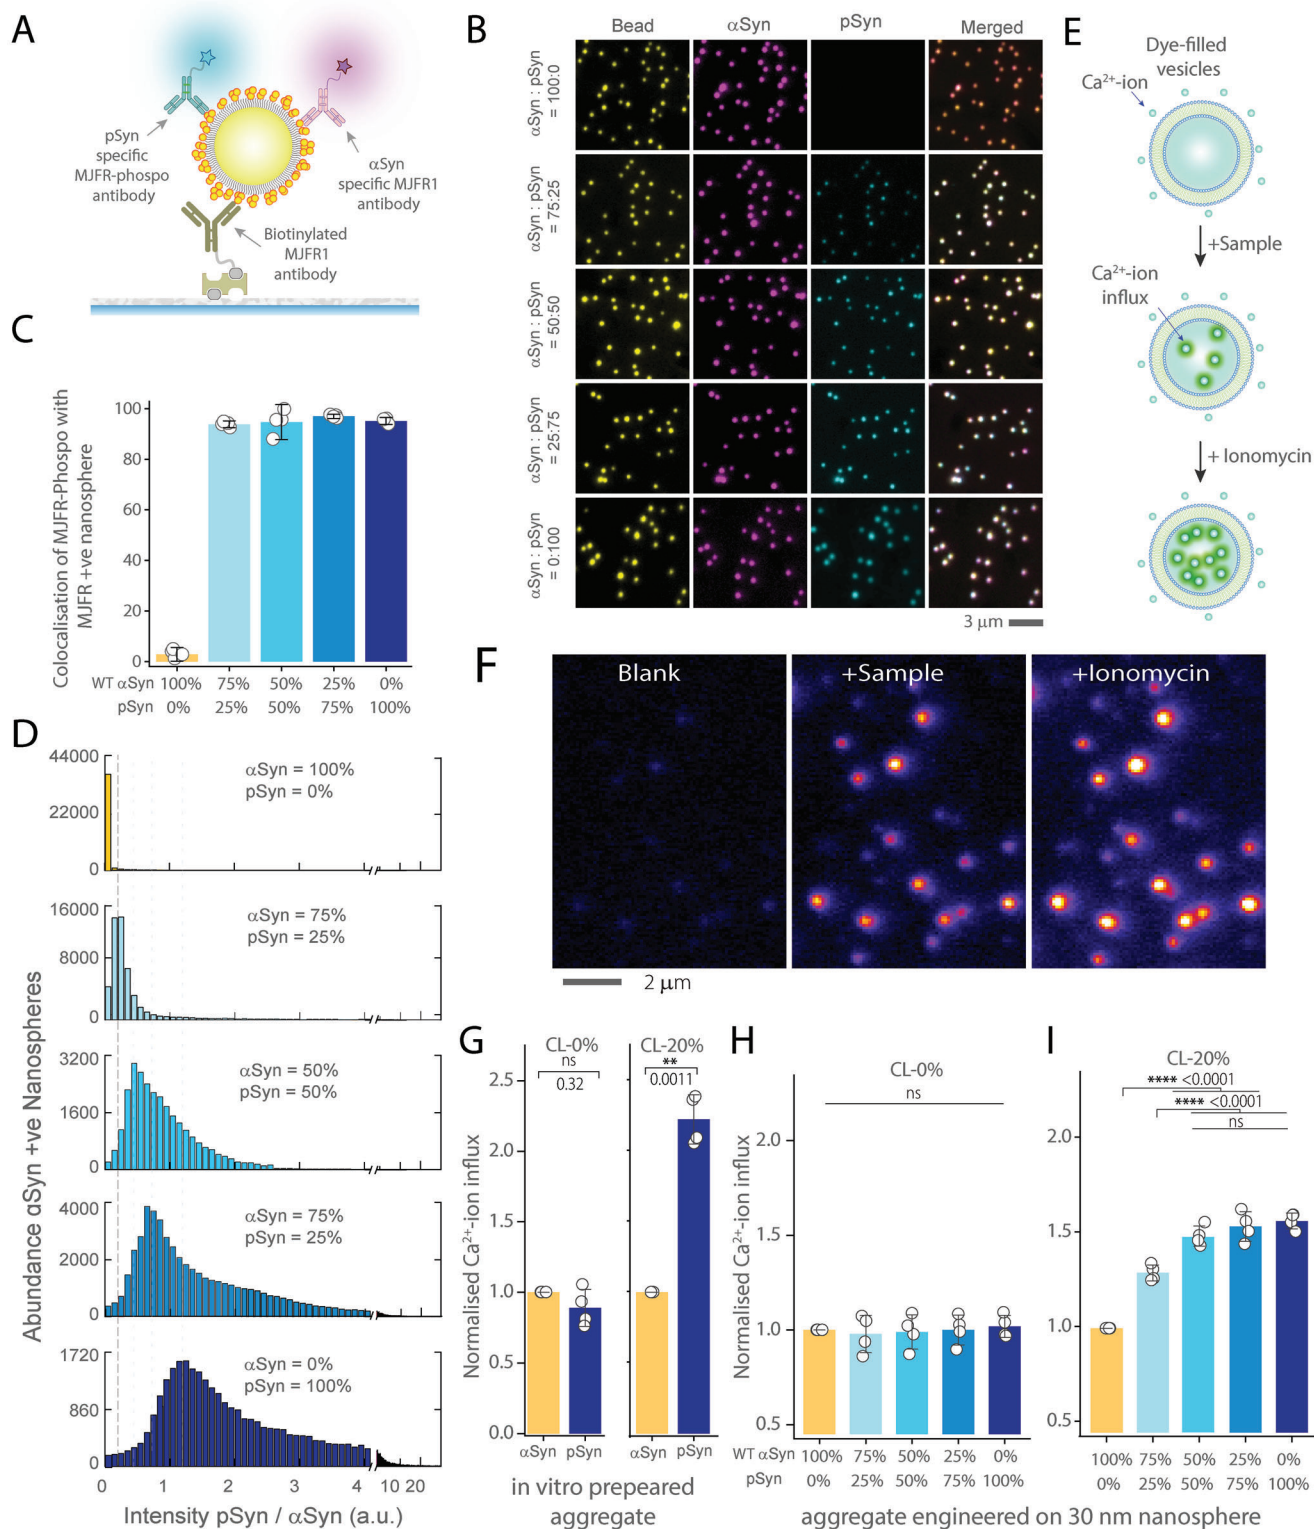 A
pSyn
specific
MJFR-phospo
antibody
αSyn
specific MJFR1
antibody
Biotinylated
MJFR1
antibody
B
Bead
αSyn
pSyn
Merged
αSyn : pSyn
= 100:0
αSyn : pSyn
= 75:25
αSyn : pSyn
= 50:50
αSyn : pSyn
= 25:75
αSyn : pSyn
= 0:100
3 μm
E
Dye-filled
vesicles
Ca²⁺-ion
+Sample
Ca²⁺-ion
influx
+ Ionomycin
C
Colocalisation of MJFR-Phospo with
MJFR +ve nanosphere
100
80
60
40
20
0
WT αSyn 100% 75% 50% 25% 0%
pSyn 0% 25% 50% 75% 100%
D
Abundance αSyn +ve Nanospheres
44000
22000
0
αSyn = 100%
pSyn = 0%
16000
8000
0
αSyn = 75%
pSyn = 25%
3200
1600
0
αSyn = 50%
pSyn = 50%
4000
2000
0
αSyn = 75%
pSyn = 25%
1720
860
0
αSyn = 0%
pSyn = 100%
0 1 2 3 4 10 20
Intensity pSyn / αSyn (a.u.)
F
Blank
+Sample
+Ionomycin
2 μm
G
Normalised Ca²⁺-ion influx
CL-0%
ns
0.32
CL-20%
**
0.0011
2.5
2.0
1.5
1.0
0.5
0.0
αSyn pSyn αSyn pSyn
in vitro prepeared
aggregate
H
Normalised Ca²⁺-ion influx
CL-0%
ns
2.0
1.5
1.0
0.5
WT αSyn 100% 75% 50% 25% 0%
pSyn 0% 25% 50% 75% 100%
I
CL-20%
**** <0.0001
**** <0.0001
ns
2.0
1.5
1.0
0.5
100% 75% 50% 25% 0%
0% 25% 50% 75% 100%
aggregate engineered on 30 nm nanosphere